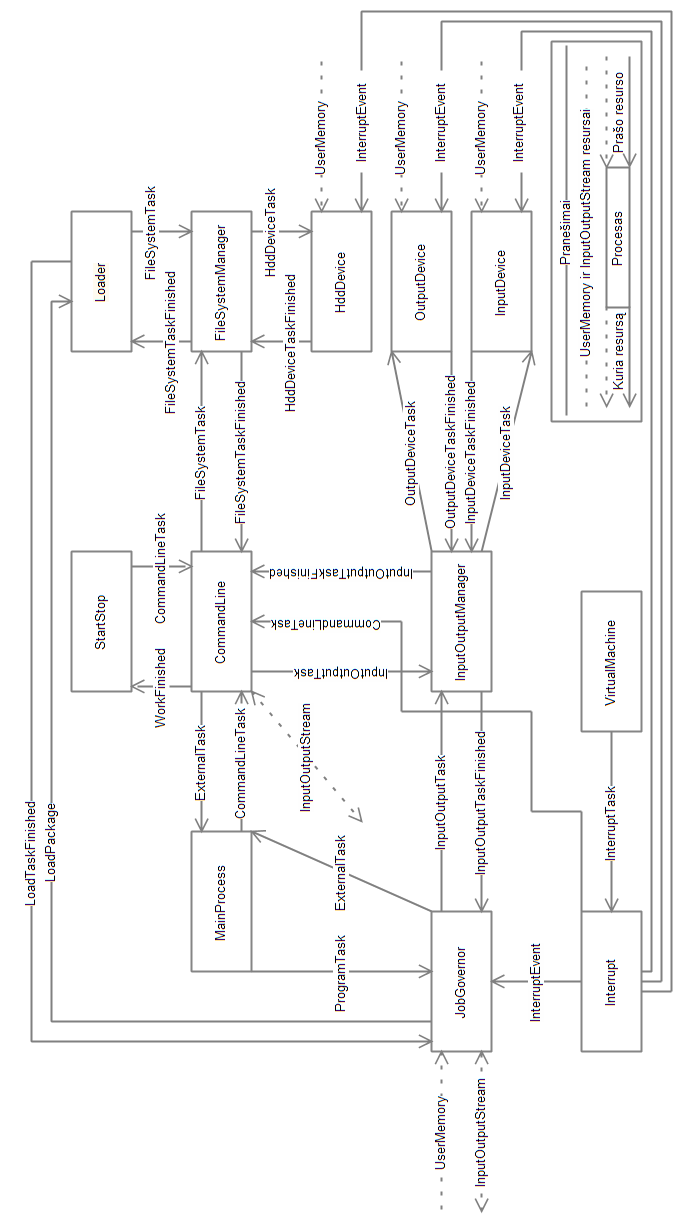 LoadTaskFinished
LoadPackage
Loader
FileSystemTask
FileSystemTaskFinished
FileSystemManager
HddDeviceTask
HddDeviceTaskFinished
HddDevice
UserMemory
InterruptEvent
OutputDevice
UserMemory
InterruptEvent
InputDevice
UserMemory
InterruptEvent
Pranešimai
UserMemory ir InputOutputStream resursai
Kuria resursą
Procesas
Prašo resurso
FileSystemTask
FileSystemTaskFinished
OutputDeviceTask
OutputDeviceTaskFinished
InputDeviceTaskFinished
InputDeviceTask
StartStop
CommandLineTask
WorkFinished
CommandLine
InputOutputTaskFinished
CommandLineTask
InputOutputTask
InputOutputManager
VirtualMachine
ExternalTask
CommandLineTask
InputOutputStream
InputOutputTask
InputOutputTaskFinished
InterruptTask
MainProcess
ExternalTask
ProgramTask
JobGovernor
InterruptEvent
Interrupt
UserMemory
InputOutputStream